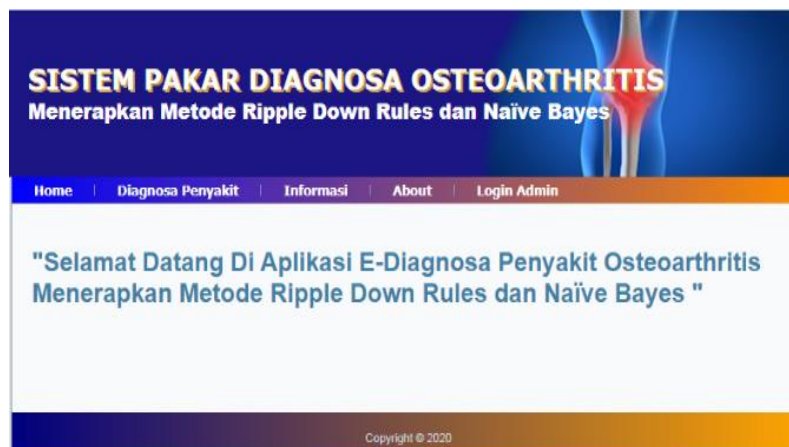 SISTEM PAKAR DIAGNOSA OSTEOARTHRITIS
Menerapkan Metode Ripple Down Rules dan Naïve Bayes
Home | Diagnosa Penyakit | Informasi | About | Login Admin
"Selamat Datang Di Aplikasi E-Diagnosa Penyakit Osteoarthritis
Menerapkan Metode Ripple Down Rules dan Naïve Bayes "
Copyright © 2020